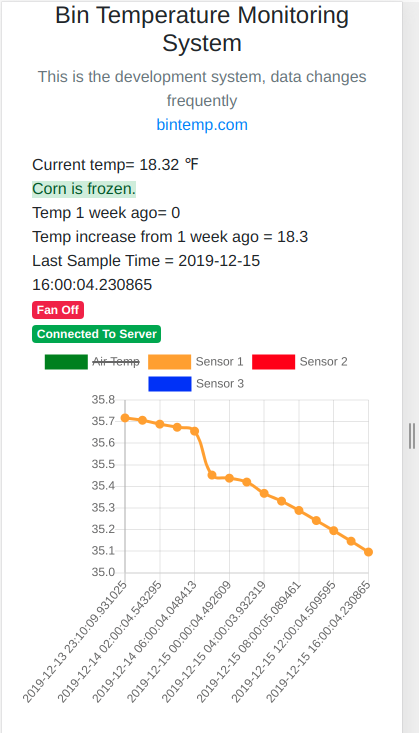 Bin Temperature Monitoring
System
This is the development system, data changes
frequently
bintemp.com
Current temp= 18.32 °F
Corn is frozen.
Temp 1 week ago= 0
Temp increase from 1 week ago = 18.3
Last Sample Time = 2019-12-15
16:00:04.230865
Fan Off
Connected To Server
Air Temp Sensor 1 Sensor 2
Sensor 3
35.8
35.7
35.6
35.5
35.4
35.3
35.2
35.1
35.0
2019-12-13 23:10:09.931025
2019-12-14 02:00:04.543295
2019-12-14 06:00:04.048413
2019-12-15 00:00:04.492609
2019-12-15 04:00:03.932319
2019-12-15 08:00:05.089461
2019-12-15 12:00:04.509595
2019-12-15 16:00:04.230865